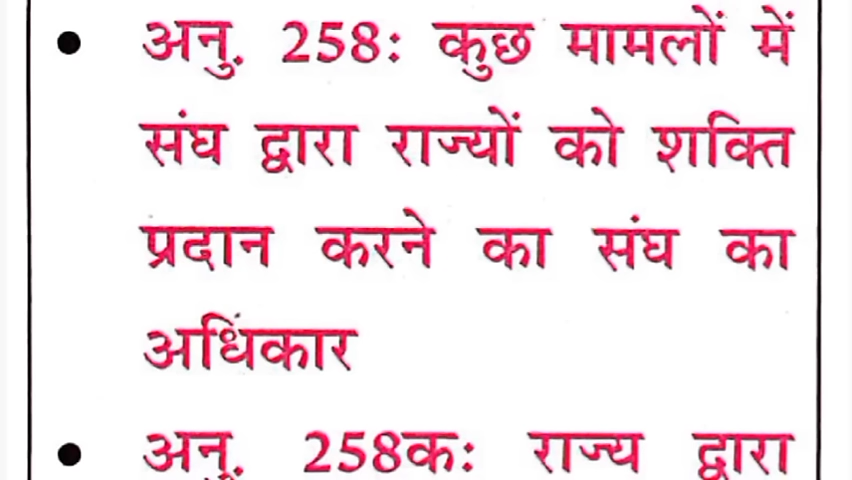 • अनु. 258: कुछ मामलों में
संघ द्वारा राज्यों को शक्ति
प्रदान करने का संघ का
अधिकार
• अनु. 258क: राज्य द्वारा